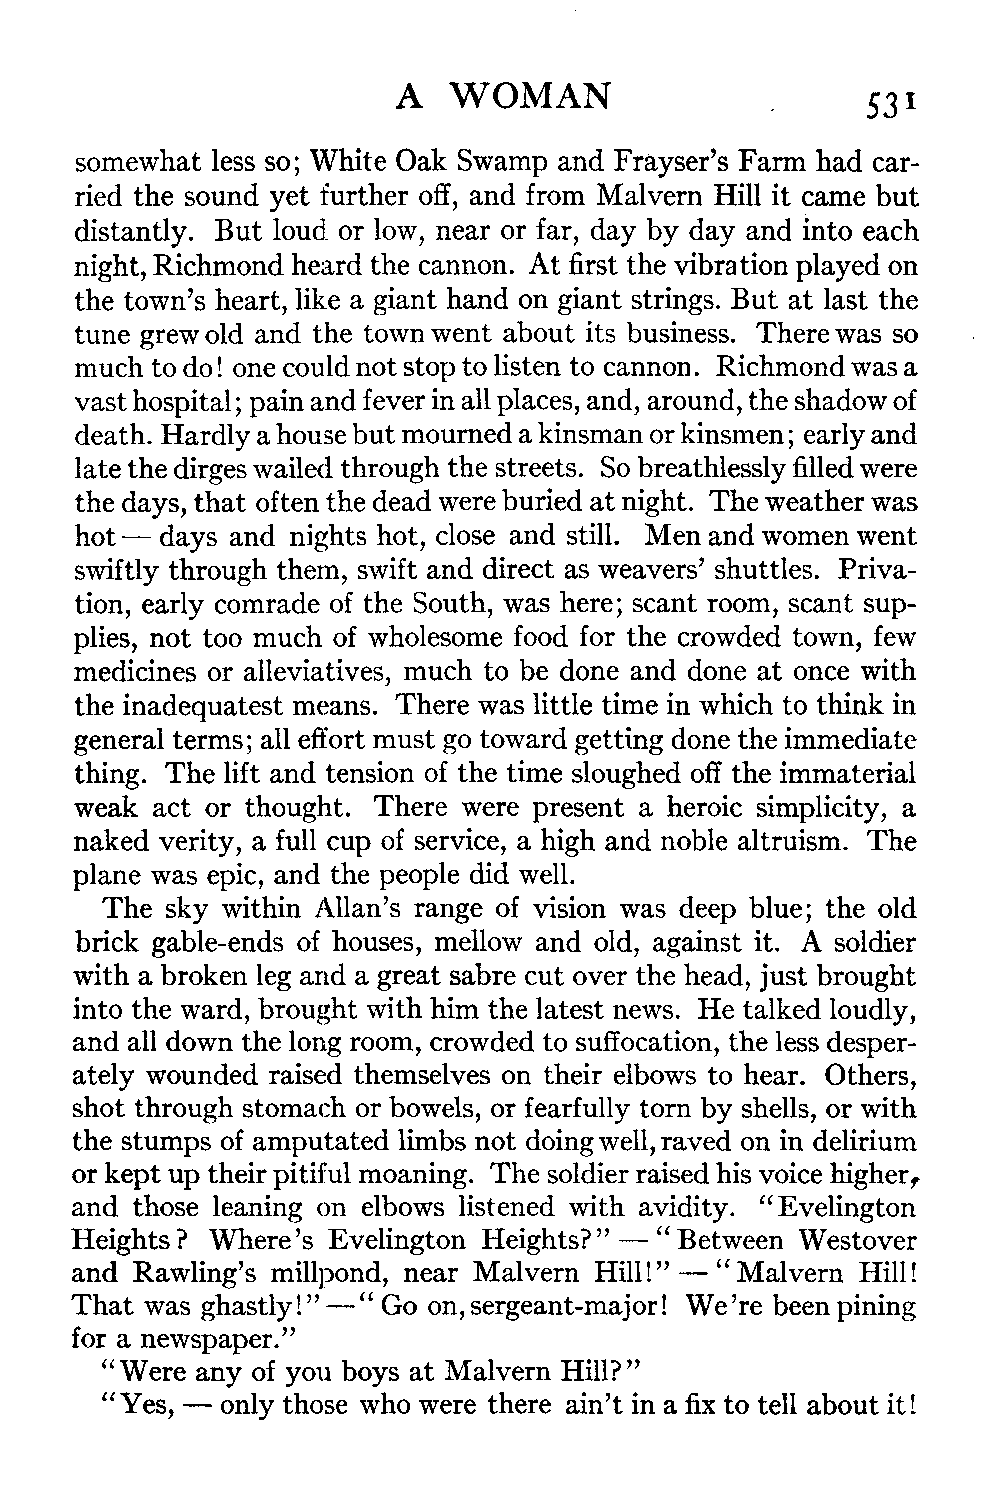 A WOMAN 531
somewhat less so; White Oak Swamp and Frayser's Farm had car-
ried the sound yet further off, and from Malvern Hill it came but
distantly. But loud or low, near or far, day by day and into each
night, Richmond heard the cannon. At first the vibration played on
the town's heart, like a giant hand on giant strings. But at last the
tune grew old and the town went about its business. There was so
much to do! one could not stop to listen to cannon. Richmond was a
vast hospital; pain and fever in all places, and, around, the shadow of
death. Hardly a house but mourned a kinsman or kinsmen; early and
late the dirges wailed through the streets. So breathlessly filled were
the days, that often the dead were buried at night. The weather was
hot — days and nights hot, close and still. Men and women went
swiftly through them, swift and direct as weavers' shuttles. Priva-
tion, early comrade of the South, was here; scant room, scant sup-
plies, not too much of wholesome food for the crowded town, few
medicines or alleviatives, much to be done and done at once with
the inadequatest means. There was little time in which to think in
general terms; all effort must go toward getting done the immediate
thing. The lift and tension of the time sloughed off the immaterial
weak act or thought. There were present a heroic simplicity, a
naked verity, a full cup of service, a high and noble altruism. The
plane was epic, and the people did well.
The sky within Allan's range of vision was deep blue; the old
brick gable-ends of houses, mellow and old, against it. A soldier
with a broken leg and a great sabre cut over the head, just brought
into the ward, brought with him the latest news. He talked loudly,
and all down the long room, crowded to suffocation, the less desper-
ately wounded raised themselves on their elbows to hear. Others,
shot through stomach or bowels, or fearfully torn by shells, or with
the stumps of amputated limbs not doing well, raved on in delirium
or kept up their pitiful moaning. The soldier raised his voice higher,
and those leaning on elbows listened with avidity. "Evelington
Heights? Where's Evelington Heights?" — "Between Westover
and Rawling's millpond, near Malvern Hill!" — "Malvern Hill!
That was ghastly!" — "Go on, sergeant-major! We're been pining
for a newspaper."
"Were any of you boys at Malvern Hill?"
"Yes, — only those who were there ain't in a fix to tell about it!